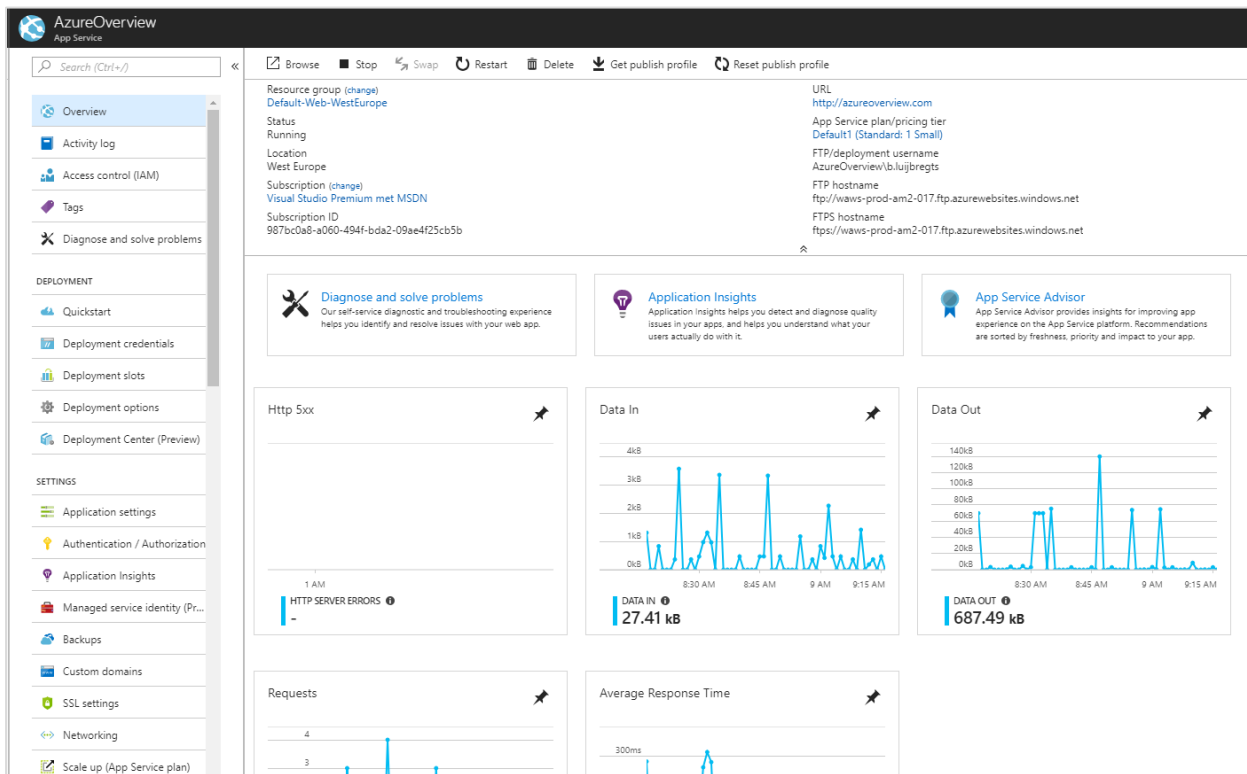 AzureOverview
App Service
Search (Ctrl+/)
«
Overview
Activity log
Access control (IAM)
Tags
Diagnose and solve problems
DEPLOYMENT
Quickstart
Deployment credentials
Deployment slots
Deployment options
Deployment Center (Preview)
SETTINGS
Application settings
Authentication / Authorization
Application Insights
Managed service identity (Pr...
Backups
Custom domains
SSL settings
Networking
Scale up (App Service plan)
Browse Stop Swap Restart Delete Get publish profile Reset publish profile
Resource group (change)
Default-Web-WestEurope
Status
Running
Location
West Europe
Subscription (change)
Visual Studio Premium met MSDN
Subscription ID
987bc0a8-a060-494f-bda2-09ae4f25cb5b
URL
http://azureoverview.com
App Service plan/pricing tier
Default1 (Standard: 1 Small)
FTP/deployment username
AzureOverview\b.luijbregts
FTP hostname
ftp://waws-prod-am2-017.ftp.azurewebsites.windows.net
FTPS hostname
ftps://waws-prod-am2-017.ftp.azurewebsites.windows.net
Diagnose and solve problems
Our self-service diagnostic and troubleshooting experience
helps you identify and resolve issues with your web app.
Application Insights
Application Insights helps you detect and diagnose quality
issues in your apps, and helps you understand what your
users actually do with it.
App Service Advisor
App Service Advisor provides insights for improving app
experience on the App Service platform. Recommendations
are sorted by freshness, priority and impact to your app.
Http 5xx
1 AM
HTTP SERVER ERRORS
-
Data In
4kB
3kB
2kB
1kB
0kB
8:30 AM 8:45 AM 9 AM 9:15 AM
DATA IN
27.41 kB
Data Out
140kB
120kB
100kB
80kB
60kB
40kB
20kB
0kB
8:30 AM 8:45 AM 9 AM 9:15 AM
DATA OUT
687.49 kB
Requests
4
3
Average Response Time
300ms